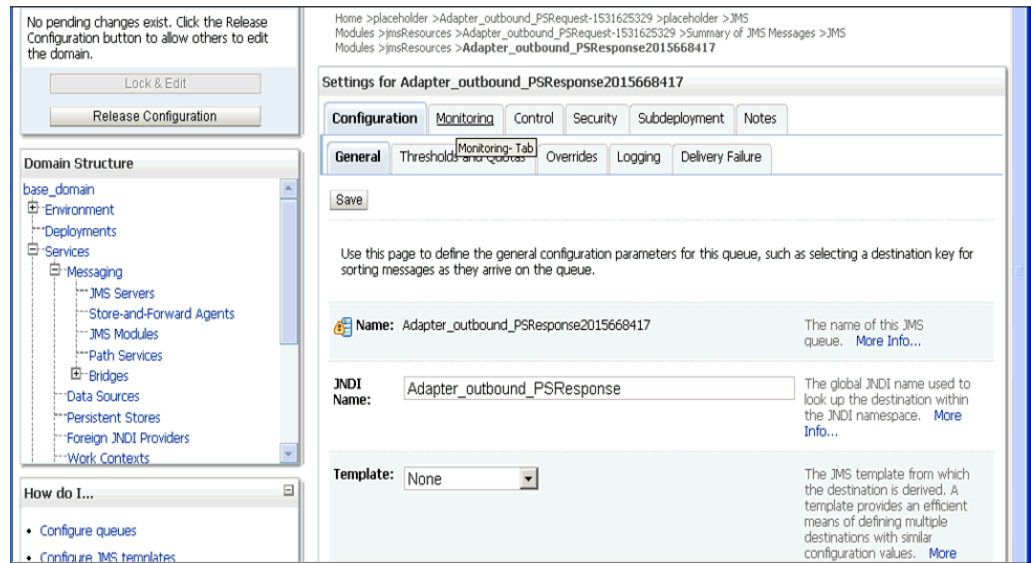 No pending changes exist. Click the Release
Configuration button to allow others to edit
the domain.
Lock & Edit
Release Configuration
Domain Structure
base_domain
Environment
Deployments
Services
Messaging
JMS Servers
Store-and-Forward Agents
JMS Modules
Path Services
Bridges
Data Sources
Persistent Stores
Foreign JNDI Providers
Work Contexts
How do I...
Configure queues
Configure JMS templates
Home >placeholder >Adapter_outbound_PSRequest-1531625329 >placeholder >JMS
Modules >jmsResources >Adapter_outbound_PSRequest-1531625329 >Summary of JMS Messages >JMS
Modules >jmsResources >Adapter_outbound_PSResponse2015668417
Settings for Adapter_outbound_PSResponse2015668417
Configuration Monitoring Control Security Subdeployment Notes
Monitoring- Tab
General Thresholds and Quotas Overrides Logging Delivery Failure
Save
Use this page to define the general configuration parameters for this queue, such as selecting a destination key for
sorting messages as they arrive on the queue.
Name: Adapter_outbound_PSResponse2015668417
The name of this JMS
queue. More Info...
JNDI
Name:
Adapter_outbound_PSResponse
The global JNDI name used to
look up the destination within
the JNDI namespace. More
Info...
Template: None
The JMS template from which
the destination is derived. A
template provides an efficient
means of defining multiple
destinations with similar
configuration values. More